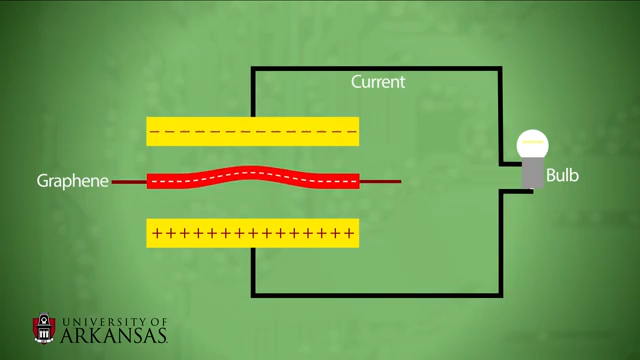 Current
− − − − − − − − − − − − − − −
Graphene
+ + + + + + + + + + + + + + +
Bulb
UNIVERSITY OF
ARKANSAS